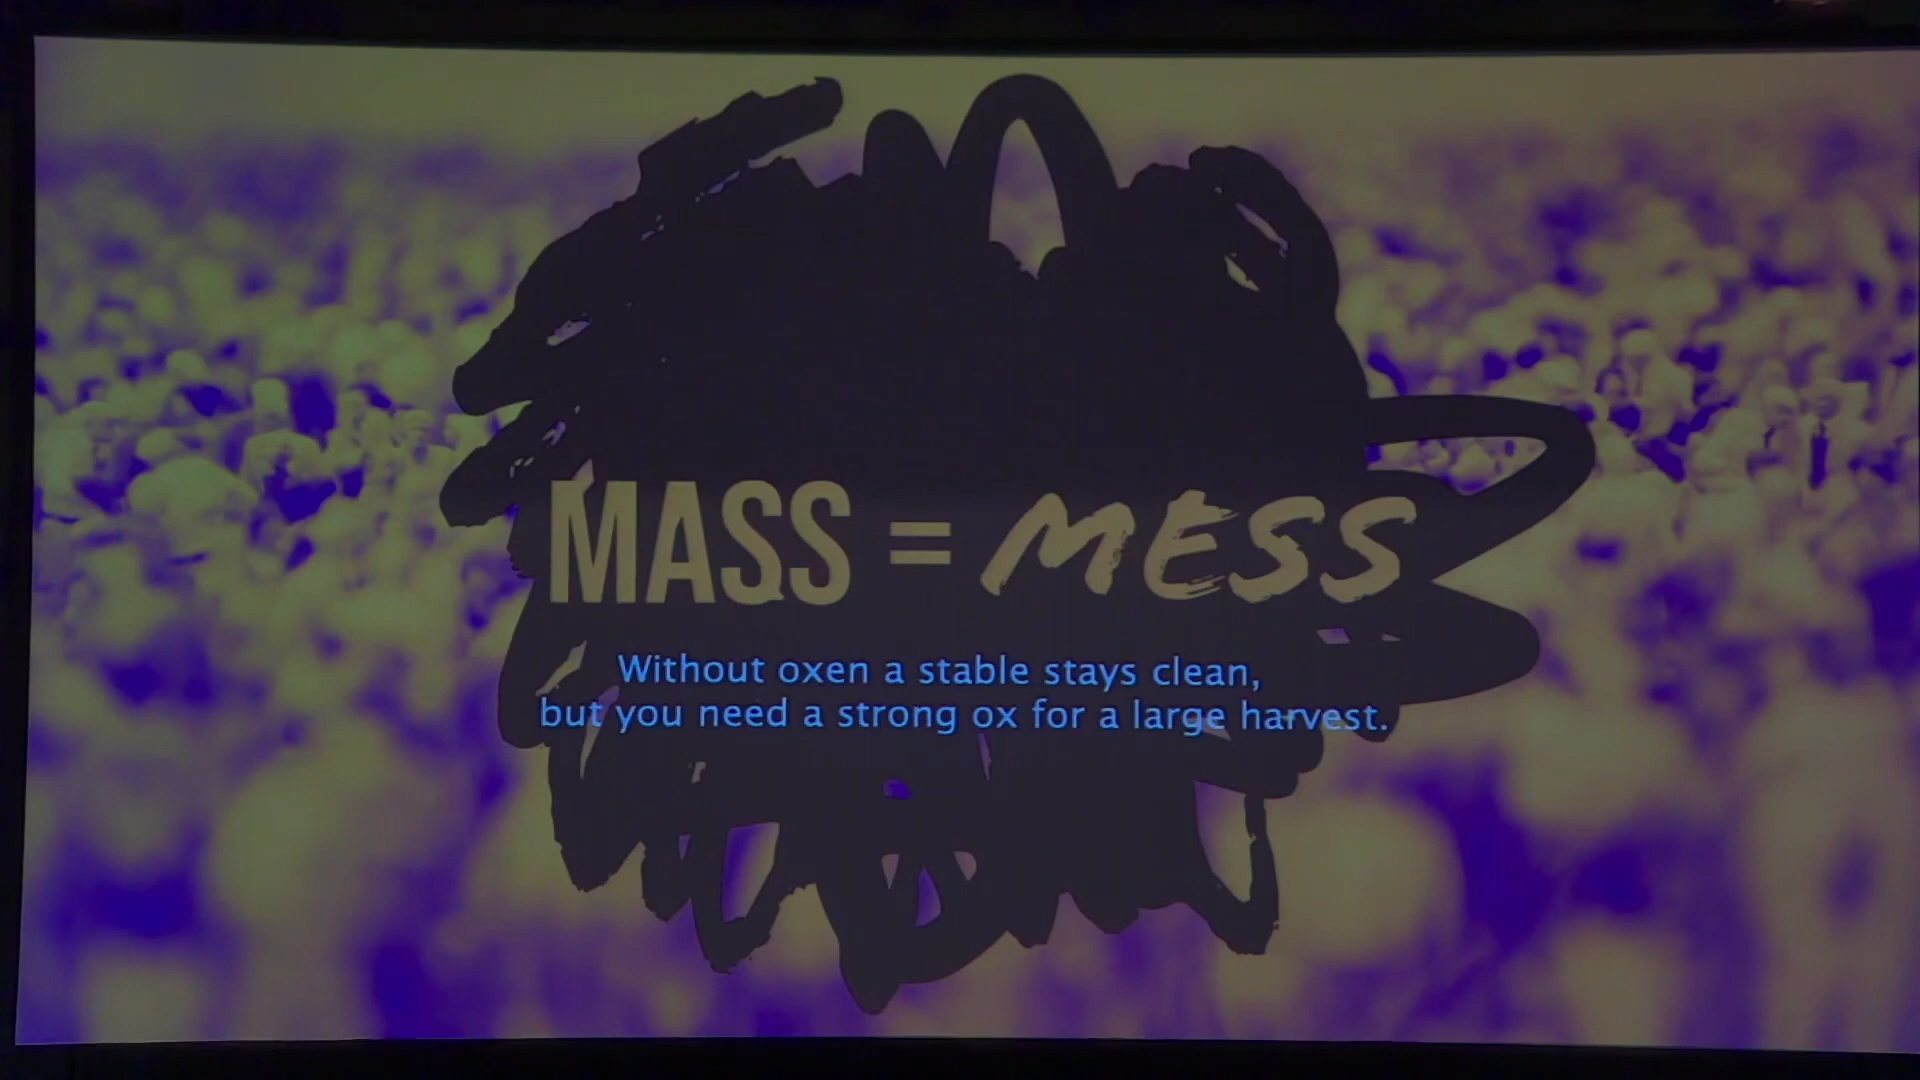 MASS = MESS
Without oxen a stable stays clean,
but you need a strong ox for a large harvest.